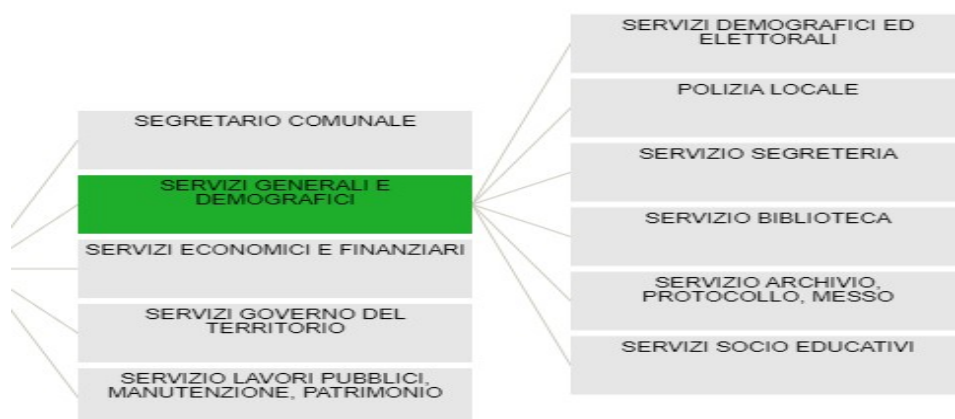 SEGRETARIO COMUNALE
SERVIZI GENERALI E
DEMOGRAFICI
SERVIZI ECONOMICI E FINANZIARI
SERVIZI GOVERNO DEL
TERRITORIO
SERVIZIO LAVORI PUBBLICI,
MANUTENZIONE, PATRIMONIO
SERVIZI DEMOGRAFICI ED
ELETTORALI
POLIZIA LOCALE
SERVIZIO SEGRETERIA
SERVIZIO BIBLIOTECA
SERVIZIO ARCHIVIO,
PROTOCOLLO, MESSO
SERVIZI SOCIO EDUCATIVI